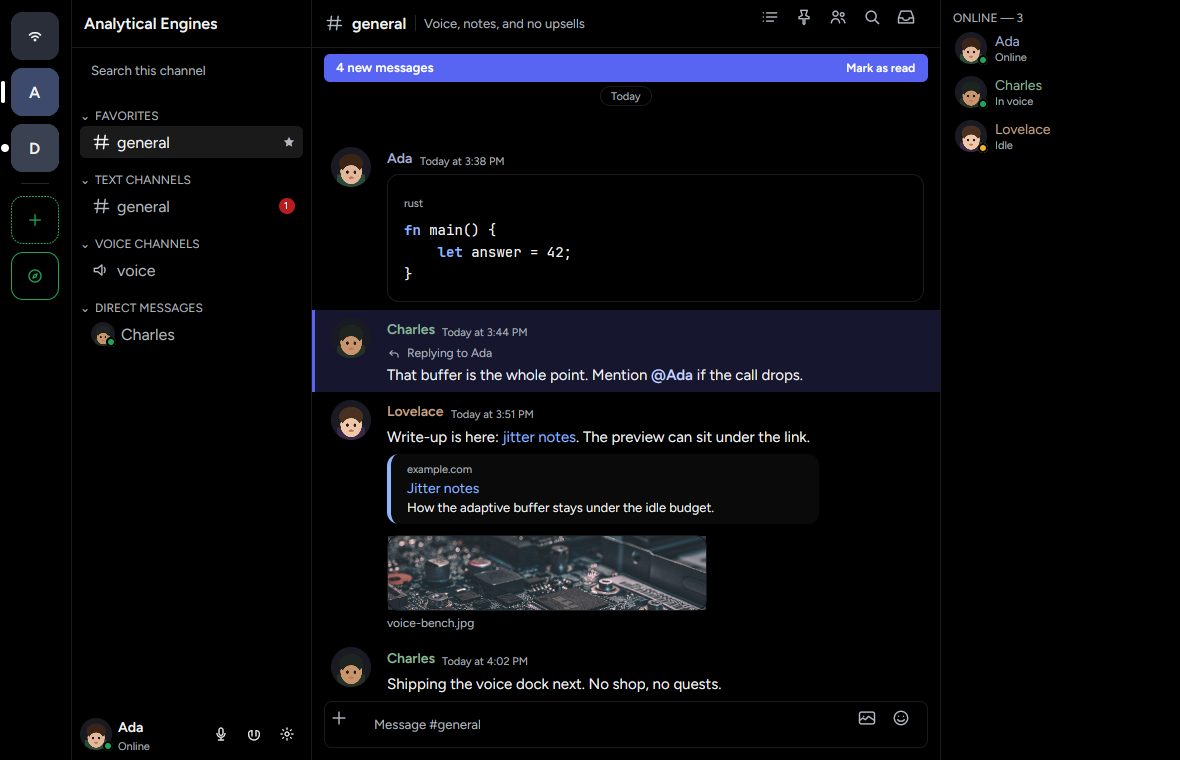 A
D
Analytical Engines
Search this channel
FAVORITES
# general
TEXT CHANNELS
# general
1
VOICE CHANNELS
voice
DIRECT MESSAGES
Charles
Ada
Online
# general
Voice, notes, and no upsells
4 new messages
Mark as read
Today
Ada Today at 3:38 PM
rust
fn main() {
    let answer = 42;
}
Charles Today at 3:44 PM
Replying to Ada
That buffer is the whole point. Mention @Ada if the call drops.
Lovelace Today at 3:51 PM
Write-up is here: jitter notes. The preview can sit under the link.
example.com
Jitter notes
How the adaptive buffer stays under the idle budget.
voice-bench.jpg
Charles Today at 4:02 PM
Shipping the voice dock next. No shop, no quests.
Message #general
ONLINE — 3
Ada
Online
Charles
In voice
Lovelace
Idle